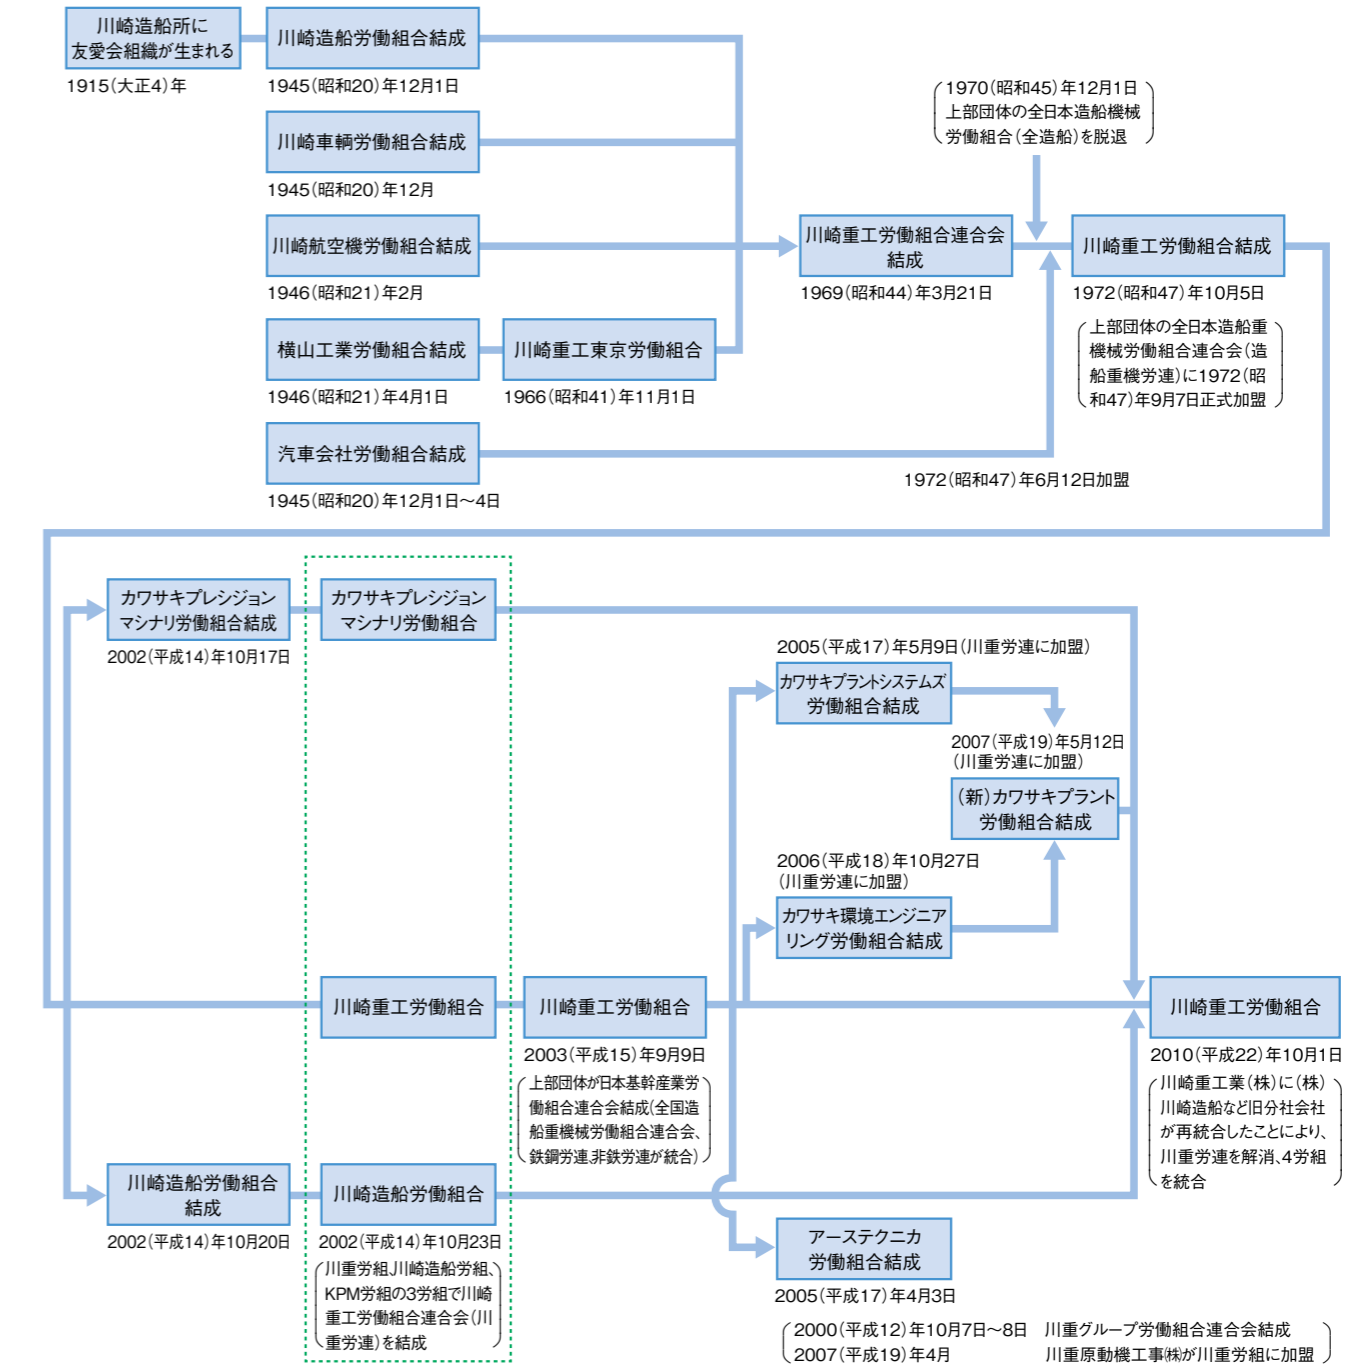 川崎造船所に
友愛会組織が生まれる
1915(大正4)年
川崎造船労働組合結成
1945(昭和20)年12月1日
川崎車輌労働組合結成
1945(昭和20)年12月
川崎航空機労働組合結成
1946(昭和21)年2月
横山工業労働組合結成
1946(昭和21)年4月1日
川崎重工東京労働組合
1966(昭和41)年11月1日
汽車会社労働組合結成
1945(昭和20)年12月1日〜4日
川崎重工労働組合連合会
結成
1969(昭和44)年3月21日
1970(昭和45)年12月1日
上部団体の全日本造船機械
労働組合(全造船)を脱退
1972(昭和47)年6月12日加盟
川崎重工労働組合結成
1972(昭和47)年10月5日
上部団体の全日本造船重
機械労働組合連合会(造
船重機労連)に1972(昭
和47)年9月7日正式加盟
カワサキプレシジョン
マシナリ労働組合結成
2002(平成14)年10月17日
カワサキプレシジョン
マシナリ労働組合
2005(平成17)年5月9日(川重労連に加盟)
カワサキプラントシステムズ
労働組合結成
2007(平成19)年5月12日
(川重労連に加盟)
(新)カワサキプラント
労働組合結成
2006(平成18)年10月27日
(川重労連に加盟)
カワサキ環境エンジニア
リング労働組合結成
川崎重工労働組合
川崎重工労働組合
2003(平成15)年9月9日
上部団体が日本基幹産業労
働組合連合会結成(全国造
船重機械労働組合連合会、
鉄鋼労連、非鉄労連が統合)
川崎重工労働組合
2010(平成22)年10月1日
川崎重工業(株)に(株)
川崎造船など旧分社会社
が再統合したことにより、
川重労連を解消、4労組
を統合
川崎造船労働組合
結成
2002(平成14)年10月20日
川崎造船労働組合
2002(平成14)年10月23日
川重労組、川崎造船労組、
KPM労組の3労組で川崎
重工労働組合連合会(川
重労連)を結成
アーステクニカ
労働組合結成
2005(平成17)年4月3日
2000(平成12)年10月7日〜8日 川重グループ労働組合連合会結成
2007(平成19)年4月 川重原動機工事㈱が川重労組に加盟